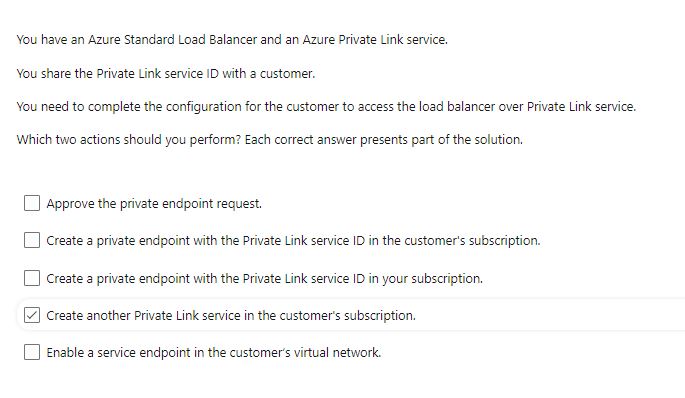 You have an Azure Standard Load Balancer and an Azure Private Link service.
You share the Private Link service ID with a customer.
You need to complete the configuration for the customer to access the load balancer over Private Link service.
Which two actions should you perform? Each correct answer presents part of the solution.
Approve the private endpoint request.
Create a private endpoint with the Private Link service ID in the customer's subscription.
Create a private endpoint with the Private Link service ID in your subscription.
Create another Private Link service in the customer's subscription.
Enable a service endpoint in the customer's virtual network.